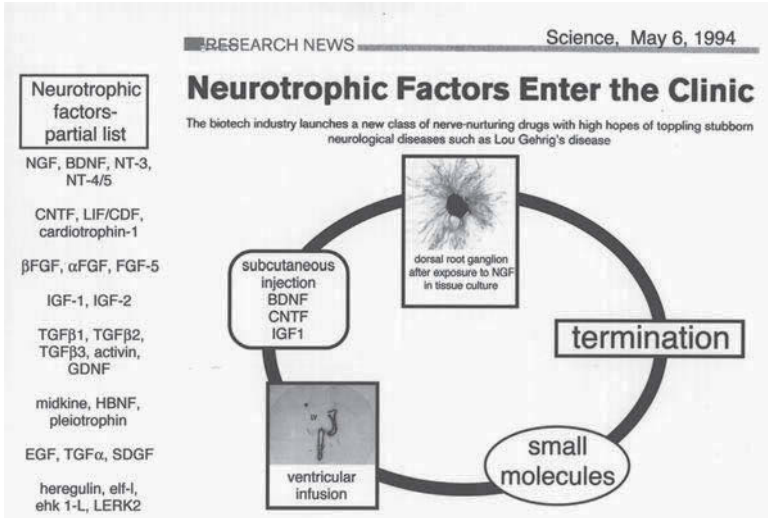 RESEARCH NEWS
Science, May 6, 1994
Neurotrophic Factors Enter the Clinic
The biotech industry launches a new class of nerve-nurturing drugs with high hopes of toppling stubborn
neurological diseases such as Lou Gehrig's disease
Neurotrophic
factors-
partial list
NGF, BDNF, NT-3,
NT-4/5
CNTF, LIF/CDF,
cardiotrophin-1
βFGF, αFGF, FGF-5
IGF-1, IGF-2
TGFβ1, TGFβ2,
TGFβ3, activin,
GDNF
midkine, HBNF,
pleiotrophin
EGF, TGFα, SDGF
heregulin, elf-I,
ehk 1-L, LERK2
dorsal root ganglion
after exposure to NGF
in tissue culture
termination
small
molecules
ventricular
infusion
LV
subcutaneous
injection
BDNF
CNTF
IGF1